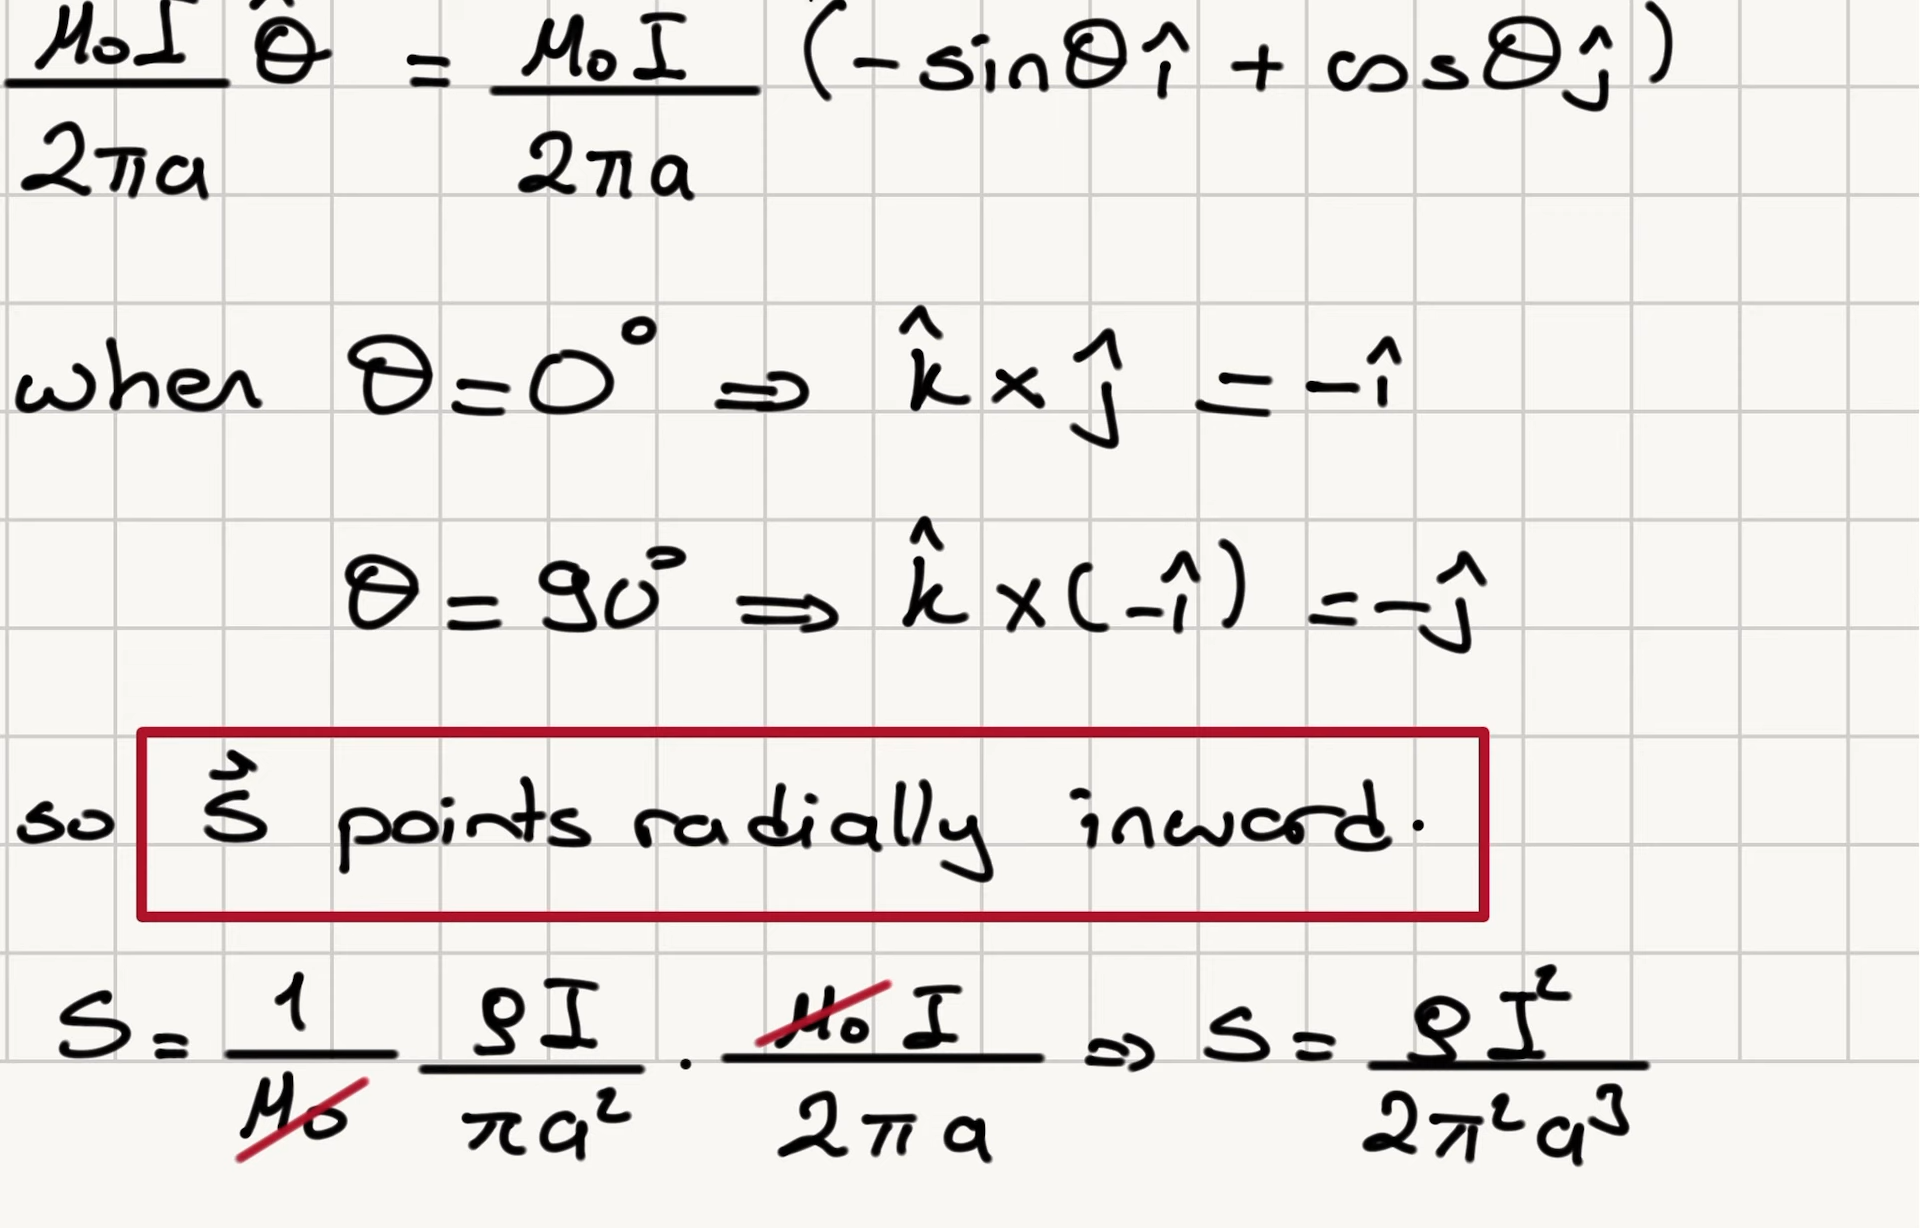 μ₀I/2πa θ̂ = μ₀I/2πa (-sinθ î + cosθ ĵ)
when θ=0° ⇒ k̂ × ĵ = -î
θ = 90° ⇒ k̂ × (-î) = -ĵ
so S⃗ points radially inward.
S = 1/μ₀ ρI/πa² · μ₀I/2πa ⇒ S = ρI²/2π²a³